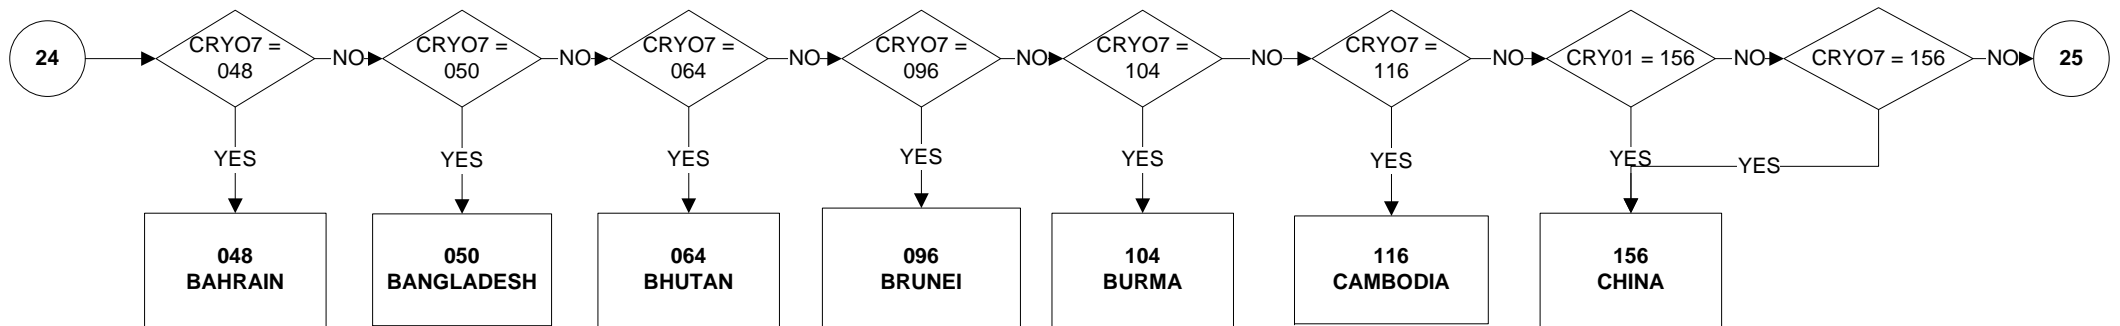 24
CRYO7 =
048
NO
CRYO7 =
050
NO
CRYO7 =
064
NO
CRYO7 =
096
NO
CRYO7 =
104
NO
CRYO7 =
116
NO
CRY01 = 156
NO
CRYO7 = 156
NO
25
YES
YES
YES
YES
YES
YES
YES
YES
048
BAHRAIN
050
BANGLADESH
064
BHUTAN
096
BRUNEI
104
BURMA
116
CAMBODIA
156
CHINA